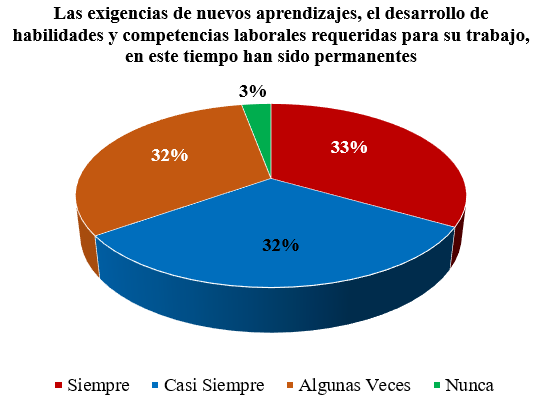 Las exigencias de nuevos aprendizajes, el desarrollo de
habilidades y competencias laborales requeridas para su trabajo,
en este tiempo han sido permanentes
3%
32%
33%
32%
Siempre Casi Siempre Algunas Veces Nunca